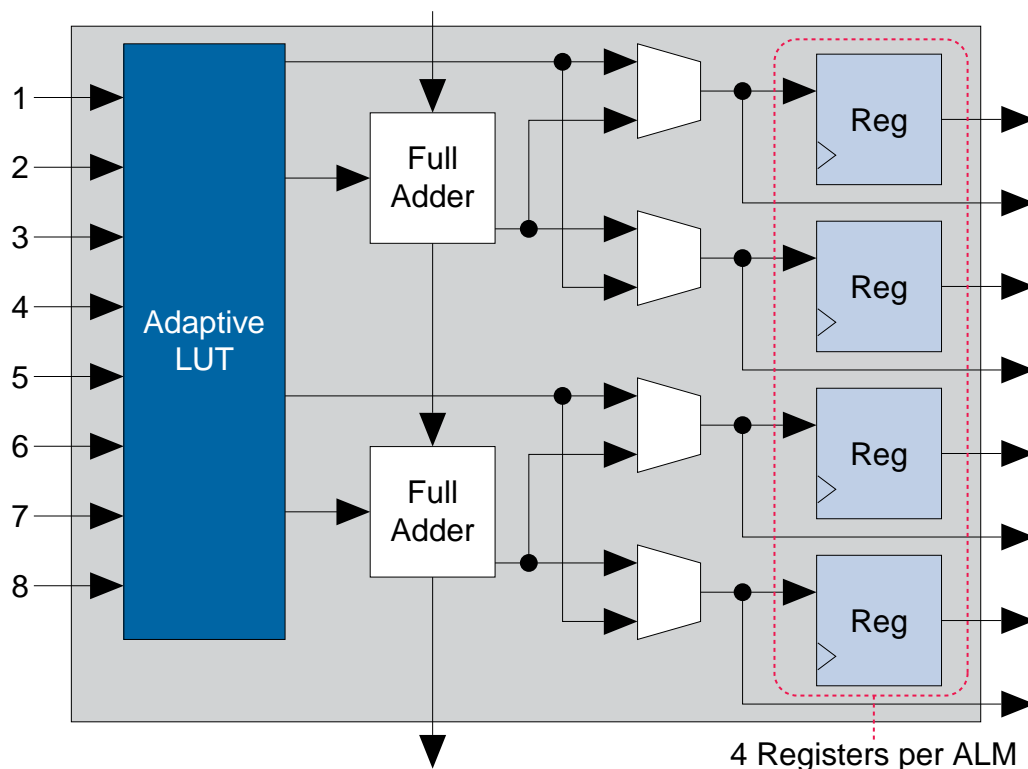 1
2
3
4
5
6
7
8
Adaptive
LUT
Full
Adder
Full
Adder
Reg
Reg
Reg
Reg
4 Registers per ALM